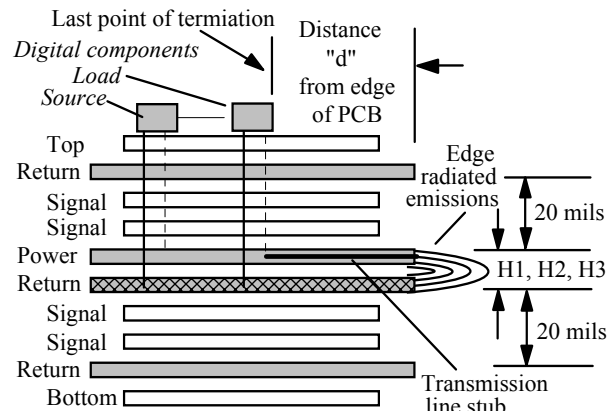 Last point of termiation
Distance
"d"
from edge
of PCB
Digital components
Load
Source
Top
Return
Signal
Signal
Power
Return
Signal
Signal
Return
Bottom
Edge
radiated
emissions
20 mils
H1, H2, H3
20 mils
Transmission
line stub